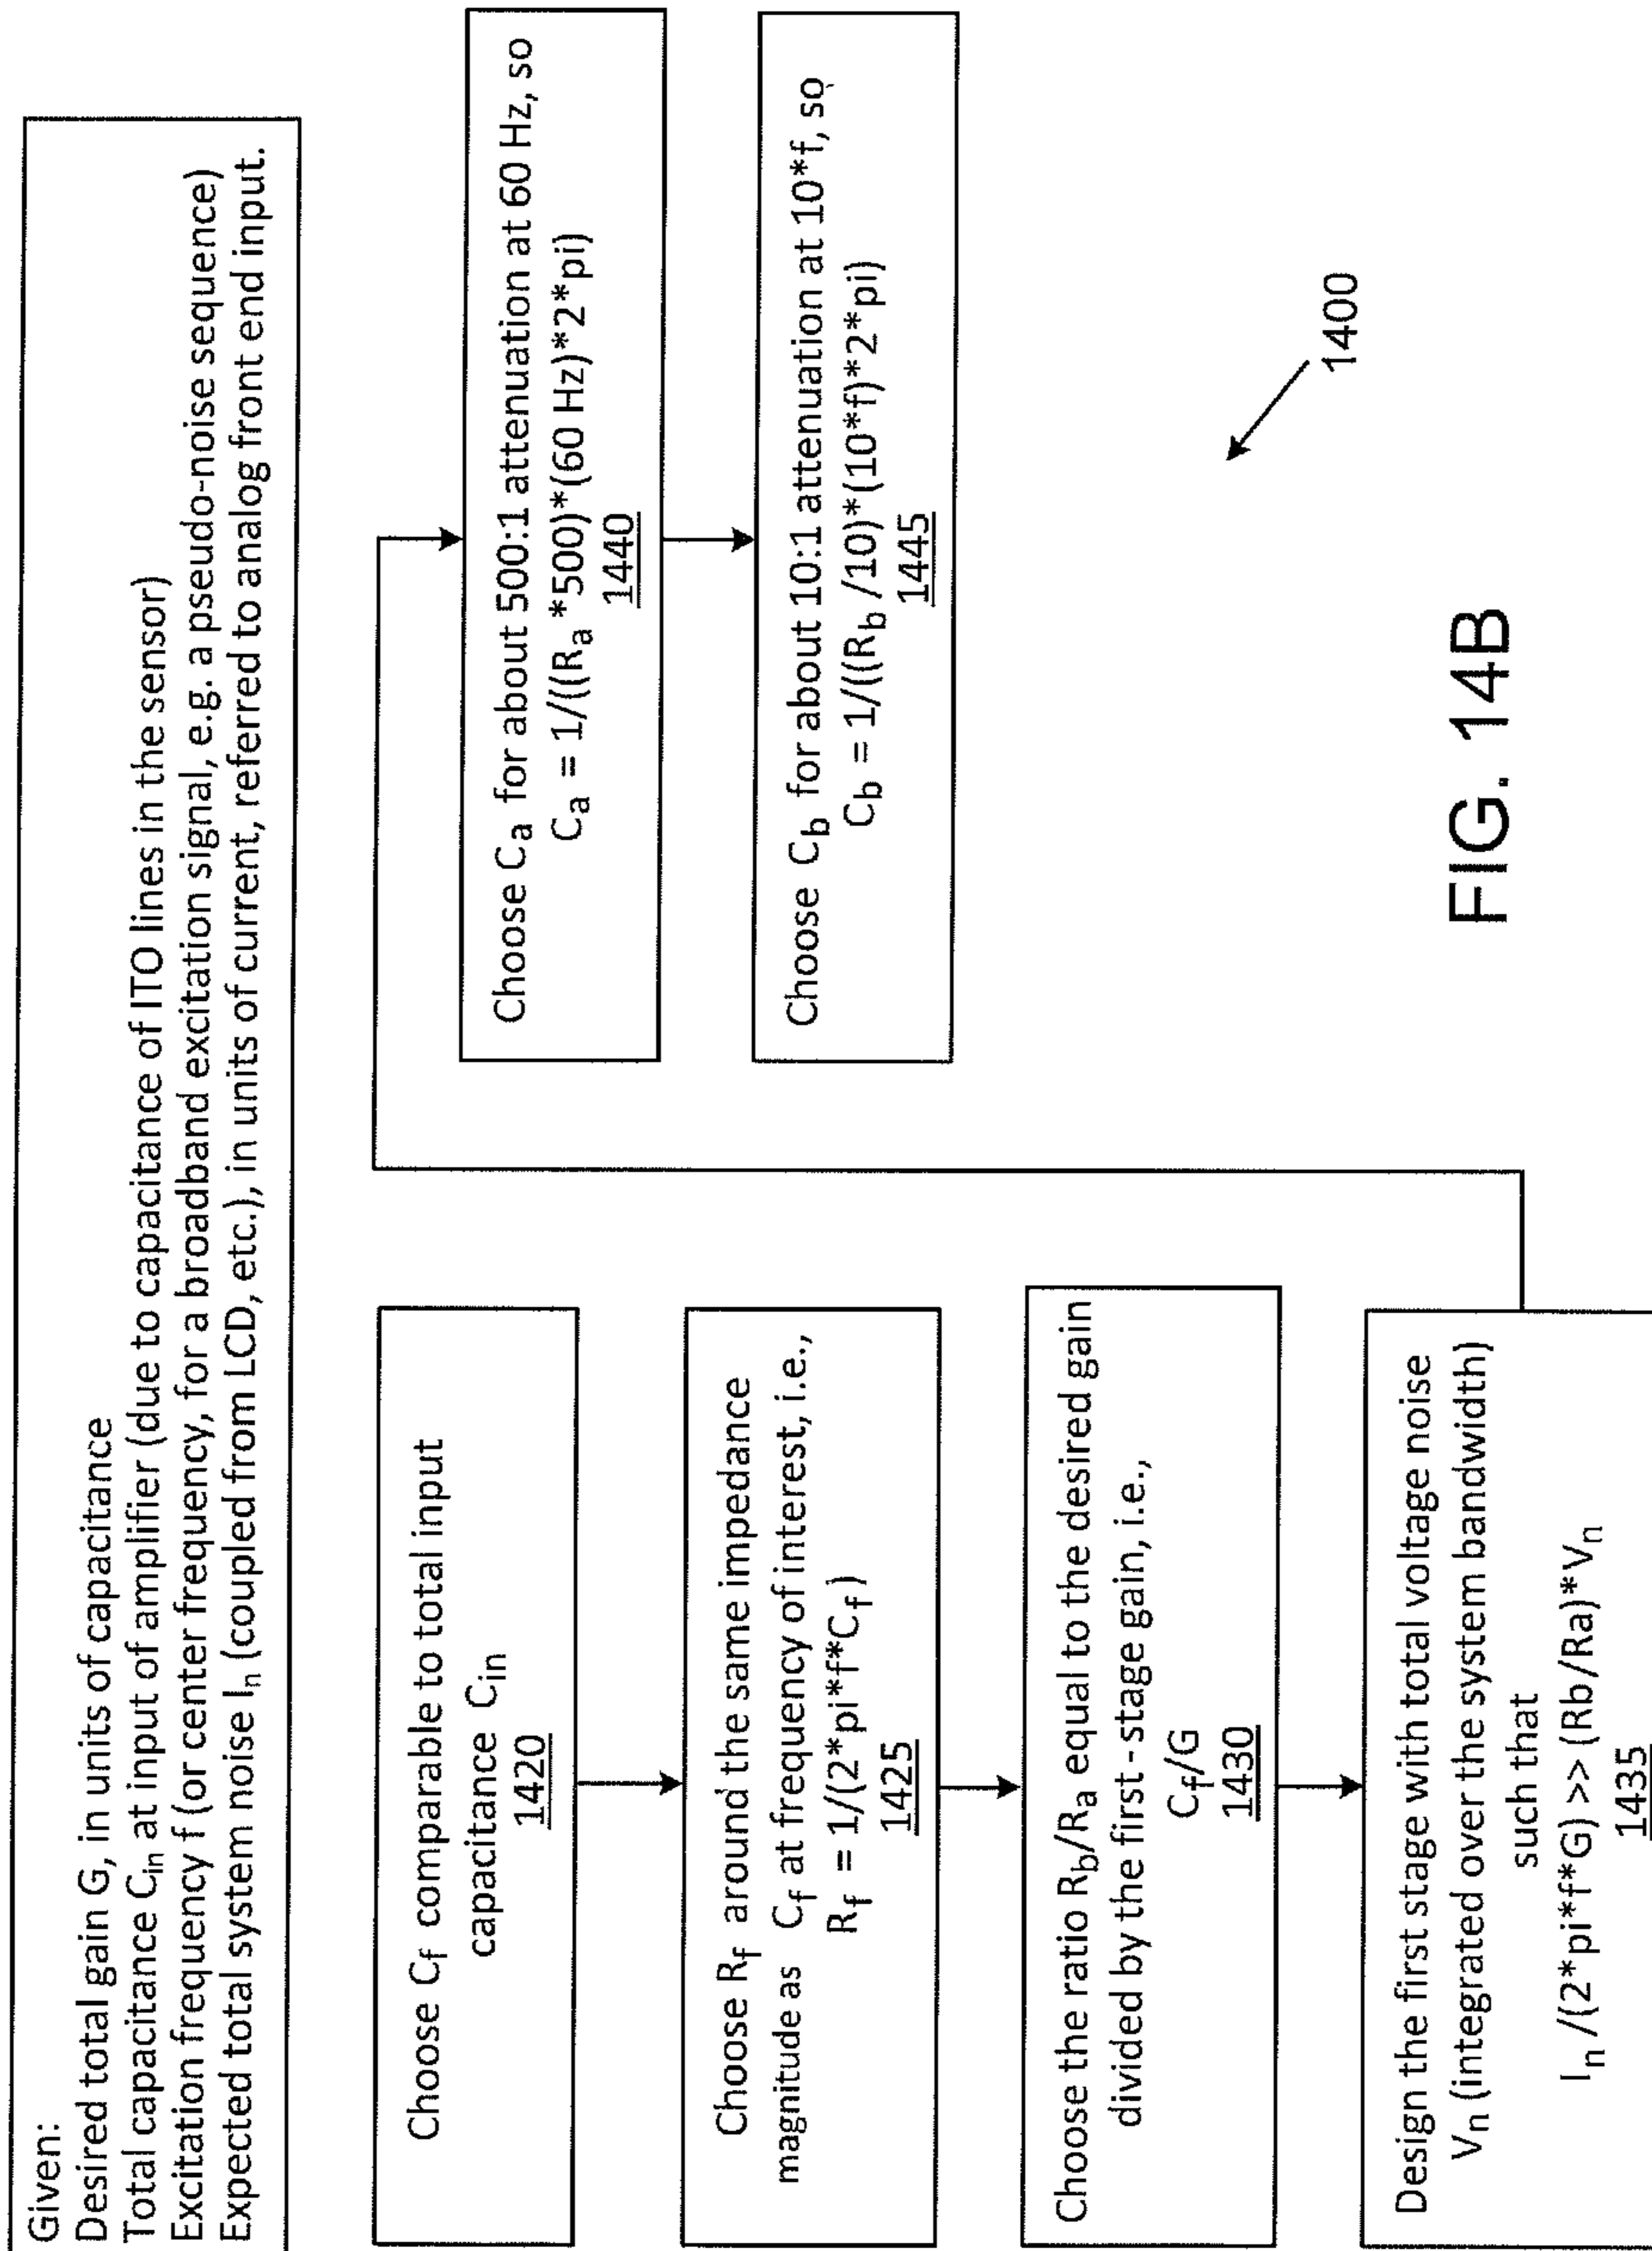 Given:
Desired total gain G, in units of capacitance
Total capacitance Cin at input of amplifier (due to capacitance of ITO lines in the sensor)
Excitation frequency f (or center frequency, for a broadband excitation signal, e.g. a pseudo-noise sequence)
Expected total system noise In (coupled from LCD, etc.), in units of current, referred to analog front end input.
Choose Cf comparable to total input
capacitance Cin
1420
Choose Rf around the same impedance
magnitude as Cf at frequency of interest, i.e.,
Rf = 1/(2*pi*f*Cf)
1425
Choose the ratio Rb/Ra equal to the desired gain
divided by the first-stage gain, i.e.,
Cf/G
1430
Design the first stage with total voltage noise
Vn (integrated over the system bandwidth)
such that
In/(2*pi*f*G) >> (Rb/Ra)*Vn
1435
Choose Ca for about 500:1 attenuation at 60 Hz, so
Ca = 1/((Ra*500)*(60 Hz)*2*pi)
1440
Choose Cb for about 10:1 attenuation at 10*f, so
Cb = 1/((Rb/10)*(10*f)*2*pi)
1445
1400
FIG. 14B